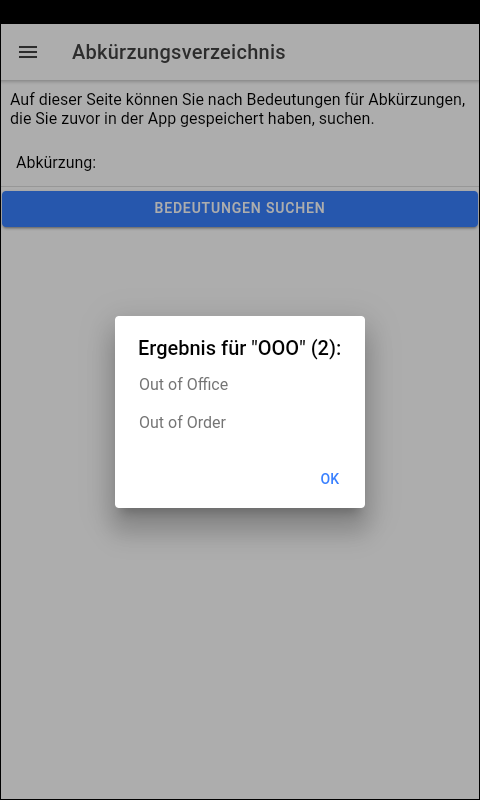 Abkürzungsverzeichnis
Auf dieser Seite können Sie nach Bedeutungen für Abkürzungen,
die Sie zuvor in der App gespeichert haben, suchen.
Abkürzung:
BEDEUTUNGEN SUCHEN
Ergebnis für "OOO" (2):
Out of Office
Out of Order
OK